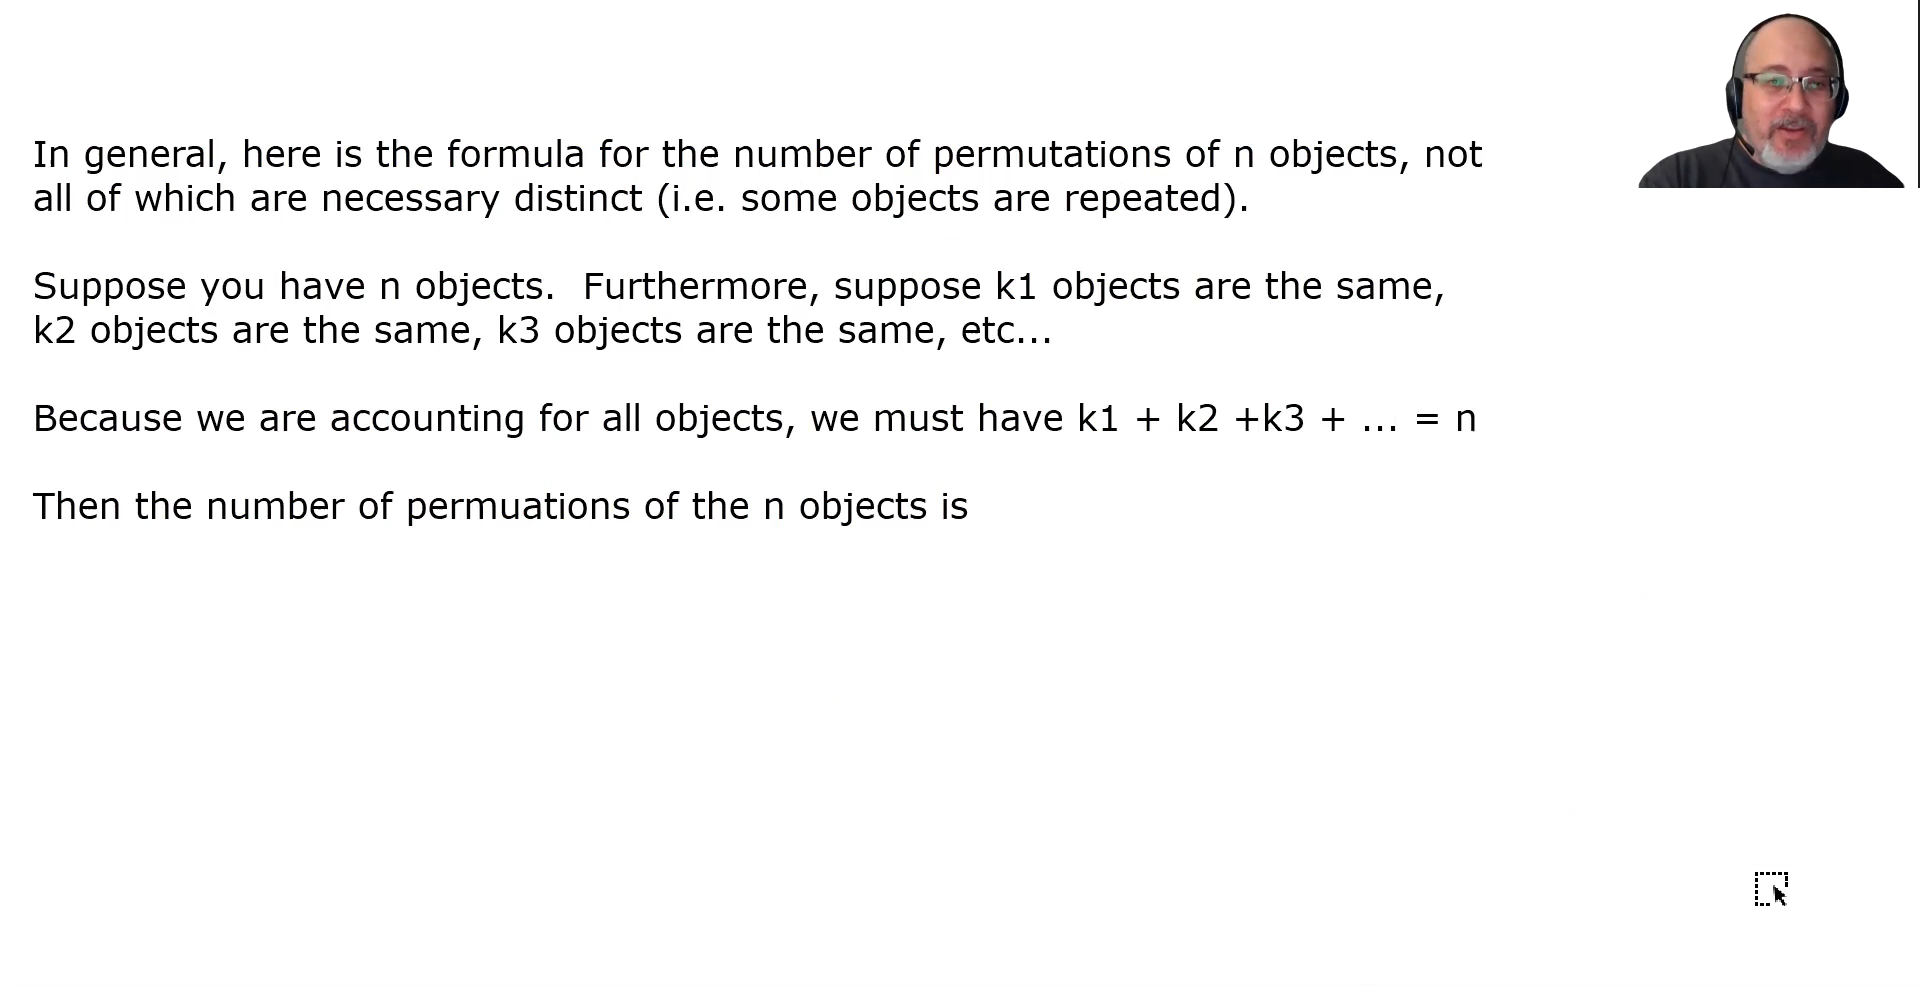 In general, here is the formula for the number of permutations of n objects, not
all of which are necessary distinct (i.e. some objects are repeated).
Suppose you have n objects.  Furthermore, suppose k1 objects are the same,
k2 objects are the same, k3 objects are the same, etc...
Because we are accounting for all objects, we must have k1 + k2 +k3 + ... = n
Then the number of permuations of the n objects is